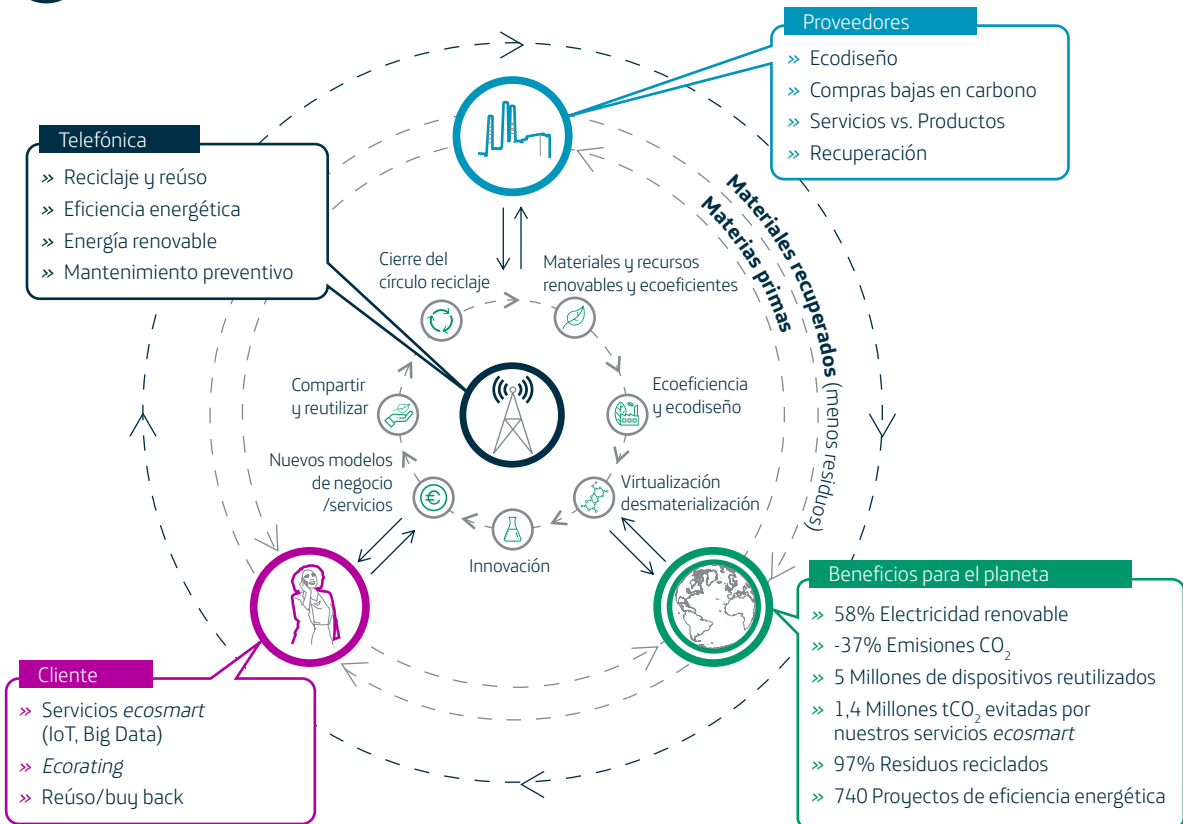 Proveedores
» Ecodiseño
» Compras bajas en carbono
» Servicios vs. Productos
» Recuperación
Telefónica
» Reciclaje y reúso
» Eficiencia energética
» Energía renovable
» Mantenimiento preventivo
Materiales recuperados (menos residuos)
Materias primas
Cierre del
círculo reciclaje
Materiales y recursos
renovables y ecoeficientes
Compartir
y reutilizar
Ecoeficiencia
y ecodiseño
Nuevos modelos
de negocio
/servicios
Virtualización
desmaterialización
Innovación
Cliente
» Servicios ecosmart
(IoT, Big Data)
» Ecorating
» Reúso/buy back
Beneficios para el planeta
» 58% Electricidad renovable
» -37% Emisiones CO₂
» 5 Millones de dispositivos reutilizados
» 1,4 Millones tCO₂ evitadas por
nuestros servicios ecosmart
» 97% Residuos reciclados
» 740 Proyectos de eficiencia energética